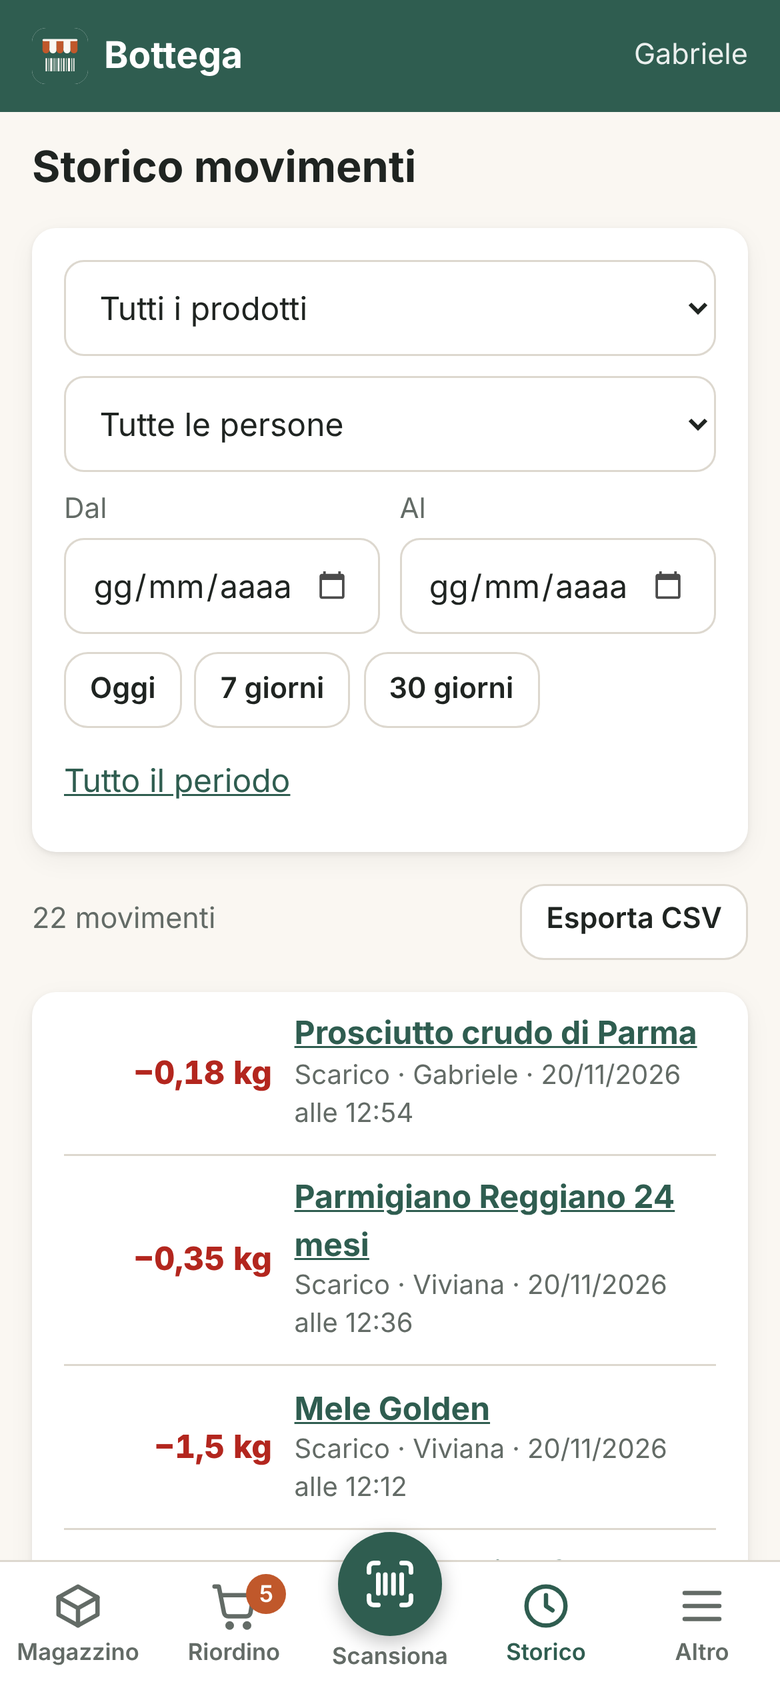 Bottega
Gabriele
Storico movimenti
Tutti i prodotti
Tutte le persone
Dal
Al
gg/mm/aaaa
gg/mm/aaaa
Oggi
7 giorni
30 giorni
Tutto il periodo
22 movimenti
Esporta CSV
−0,18 kg
Prosciutto crudo di Parma
Scarico · Gabriele · 20/11/2026
alle 12:54
−0,35 kg
Parmigiano Reggiano 24
mesi
Scarico · Viviana · 20/11/2026
alle 12:36
−1,5 kg
Mele Golden
Scarico · Viviana · 20/11/2026
alle 12:12
Magazzino
5
Riordino
Scansiona
Storico
Altro